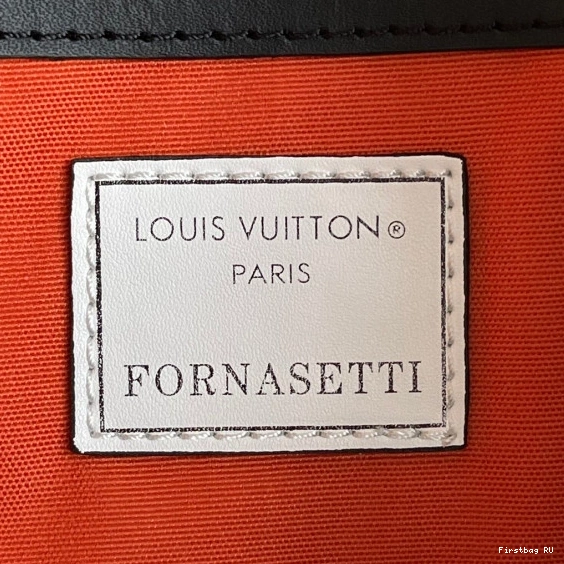 LOUIS VUITTON®
PARIS
FORNASETTI
Firstbag RU